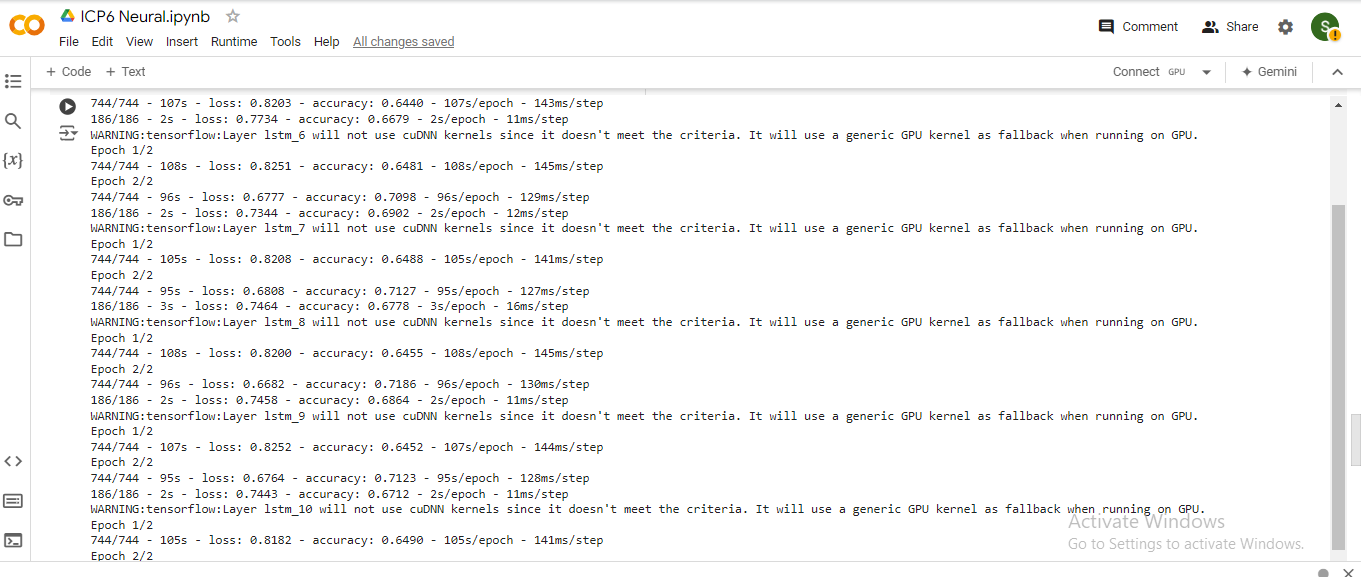 ICP6 Neural.ipynb
File Edit View Insert Runtime Tools Help All changes saved
Comment Share S
+ Code + Text Connect GPU Gemini
744/744 - 107s - loss: 0.8203 - accuracy: 0.6440 - 107s/epoch - 143ms/step
186/186 - 2s - loss: 0.7734 - accuracy: 0.6679 - 2s/epoch - 11ms/step
WARNING:tensorflow:Layer lstm_6 will not use cuDNN kernels since it doesn't meet the criteria. It will use a generic GPU kernel as fallback when running on GPU.
Epoch 1/2
744/744 - 108s - loss: 0.8251 - accuracy: 0.6481 - 108s/epoch - 145ms/step
Epoch 2/2
744/744 - 96s - loss: 0.6777 - accuracy: 0.7098 - 96s/epoch - 129ms/step
186/186 - 2s - loss: 0.7344 - accuracy: 0.6902 - 2s/epoch - 12ms/step
WARNING:tensorflow:Layer lstm_7 will not use cuDNN kernels since it doesn't meet the criteria. It will use a generic GPU kernel as fallback when running on GPU.
Epoch 1/2
744/744 - 105s - loss: 0.8208 - accuracy: 0.6488 - 105s/epoch - 141ms/step
Epoch 2/2
744/744 - 95s - loss: 0.6808 - accuracy: 0.7127 - 95s/epoch - 127ms/step
186/186 - 3s - loss: 0.7464 - accuracy: 0.6778 - 3s/epoch - 16ms/step
WARNING:tensorflow:Layer lstm_8 will not use cuDNN kernels since it doesn't meet the criteria. It will use a generic GPU kernel as fallback when running on GPU.
Epoch 1/2
744/744 - 108s - loss: 0.8200 - accuracy: 0.6455 - 108s/epoch - 145ms/step
Epoch 2/2
744/744 - 96s - loss: 0.6682 - accuracy: 0.7186 - 96s/epoch - 130ms/step
186/186 - 2s - loss: 0.7458 - accuracy: 0.6864 - 2s/epoch - 11ms/step
WARNING:tensorflow:Layer lstm_9 will not use cuDNN kernels since it doesn't meet the criteria. It will use a generic GPU kernel as fallback when running on GPU.
Epoch 1/2
744/744 - 107s - loss: 0.8252 - accuracy: 0.6452 - 107s/epoch - 144ms/step
Epoch 2/2
744/744 - 95s - loss: 0.6764 - accuracy: 0.7123 - 95s/epoch - 128ms/step
186/186 - 2s - loss: 0.7443 - accuracy: 0.6712 - 2s/epoch - 11ms/step
WARNING:tensorflow:Layer lstm_10 will not use cuDNN kernels since it doesn't meet the criteria. It will use a generic GPU kernel as fallback when running on GPU.
Epoch 1/2
744/744 - 105s - loss: 0.8182 - accuracy: 0.6490 - 105s/epoch - 141ms/step
Epoch 2/2
Activate Windows
Go to Settings to activate Windows.